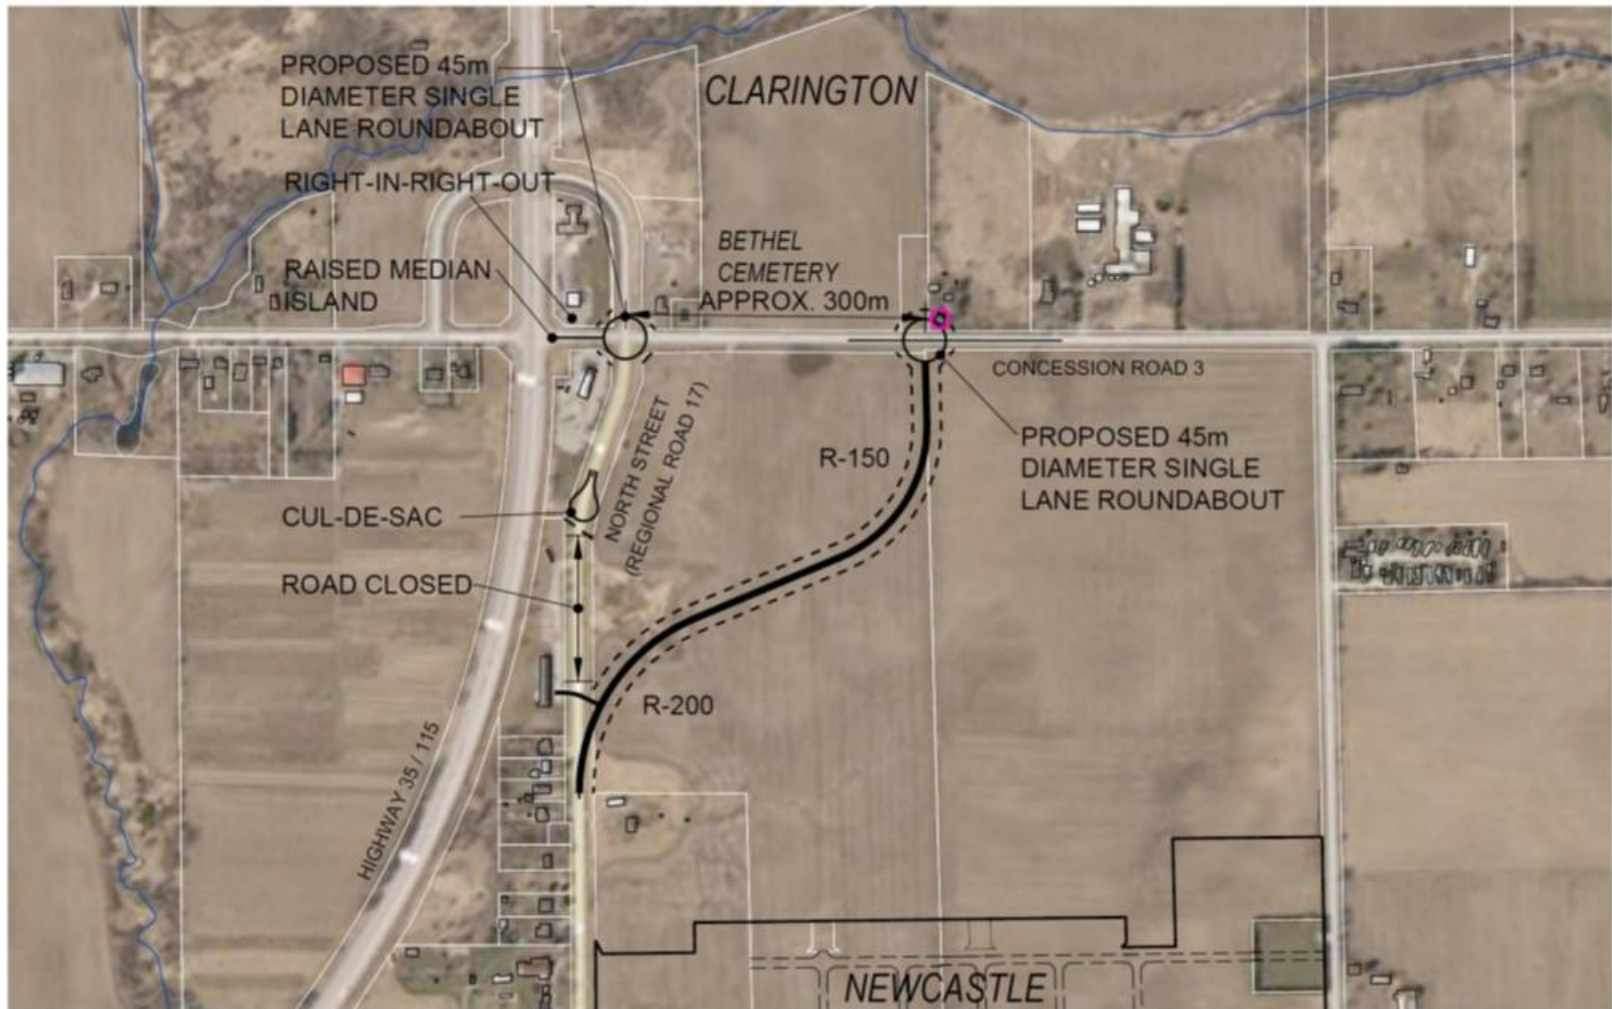 PROPOSED 45m
DIAMETER SINGLE
LANE ROUNDABOUT
CLARINGTON
RIGHT-IN-RIGHT-OUT
BETHEL
CEMETERY
APPROX. 300m
RAISED MEDIAN
ISLAND
CONCESSION ROAD 3
PROPOSED 45m
DIAMETER SINGLE
LANE ROUNDABOUT
R-150
NORTH STREET
(REGIONAL ROAD 17)
CUL-DE-SAC
ROAD CLOSED
R-200
HIGHWAY 35 / 115
NEWCASTLE